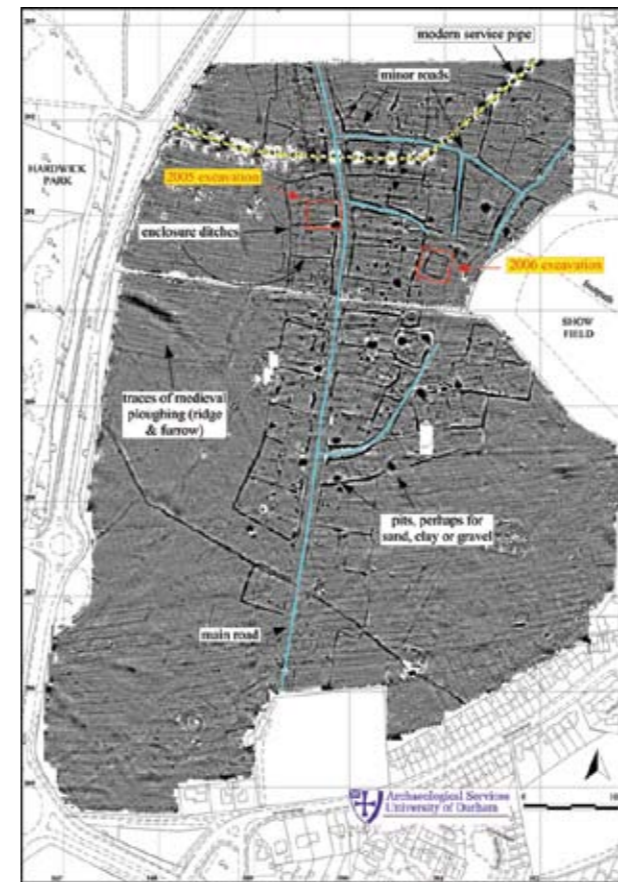 modern service pipe
minor roads
HARDWICK
PARK
2005 excavation
enclosure ditches
2006 excavation
footpath
SHOW
FIELD
traces of medieval
ploughing (ridge
& furrow)
pits, perhaps for
sand, clay or gravel
main road
Archaeological Services
University of Durham